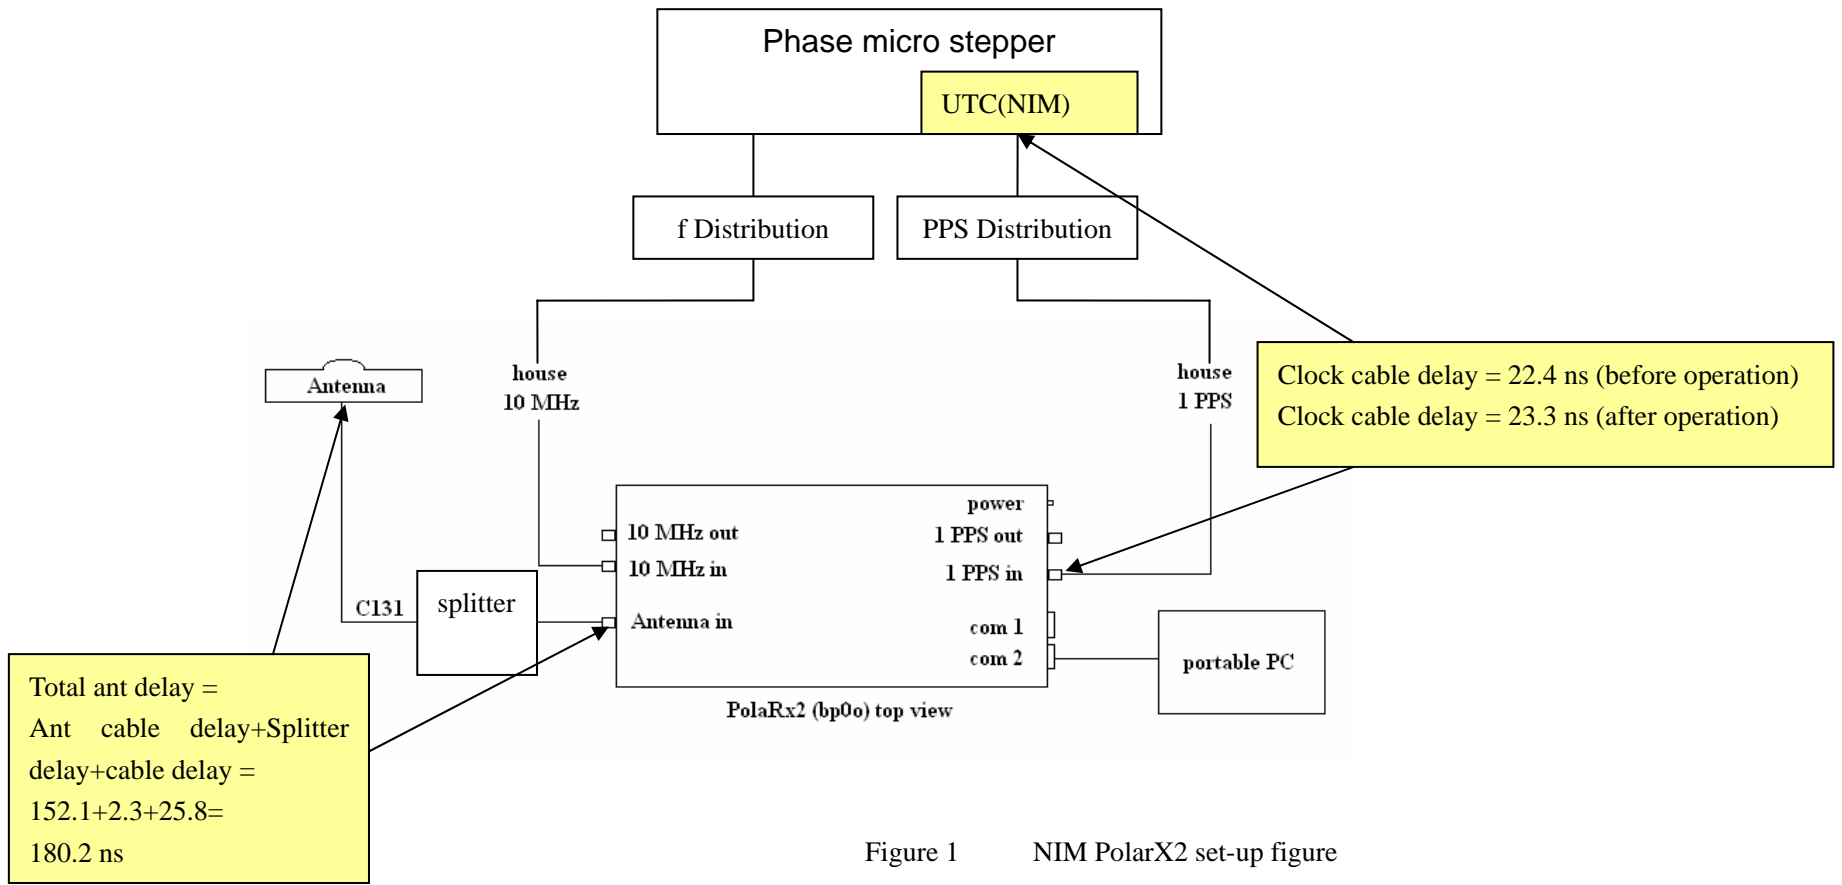 Phase micro stepper
UTC(NIM)
f Distribution
PPS Distribution
Antenna
house
10 MHz
house
1 PPS
Clock cable delay = 22.4 ns (before operation)
Clock cable delay = 23.3 ns (after operation)
power
10 MHz out
1 PPS out
10 MHz in
1 PPS in
C131
splitter
Antenna in
com 1
com 2
portable PC
PolaRx2 (bp0o) top view
Total ant delay =
Ant cable delay+Splitter
delay+cable delay =
152.1+2.3+25.8=
180.2 ns
Figure 1 NIM PolarX2 set-up figure